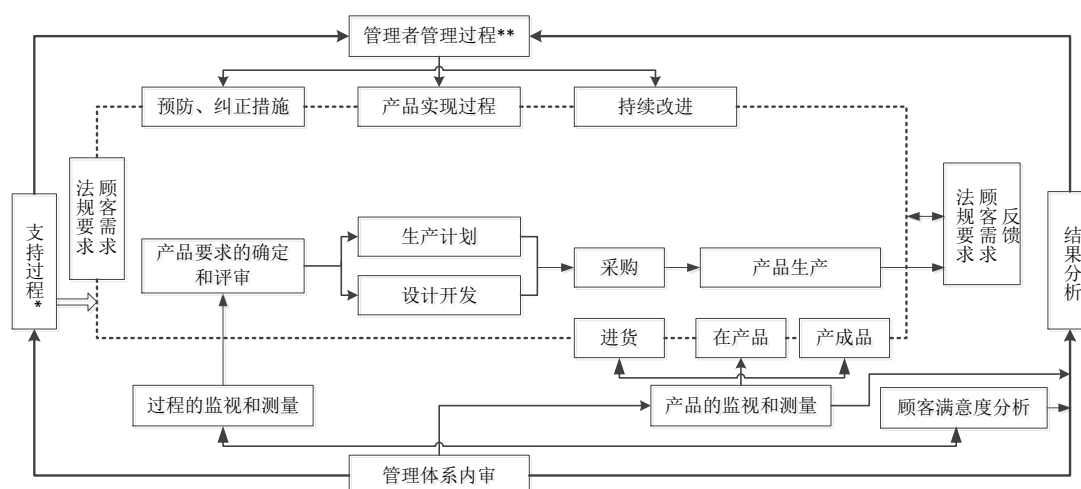 管理者管理过程**
预防、纠正措施
产品实现过程
持续改进
顾客需求
法规要求
反馈
顾客需求
法规要求
支持过程*
结果分析
产品要求的确定
和评审
生产计划
设计开发
采购
产品生产
进货
在产品
产成品
过程的监视和测量
产品的监视和测量
顾客满意度分析
管理体系内审